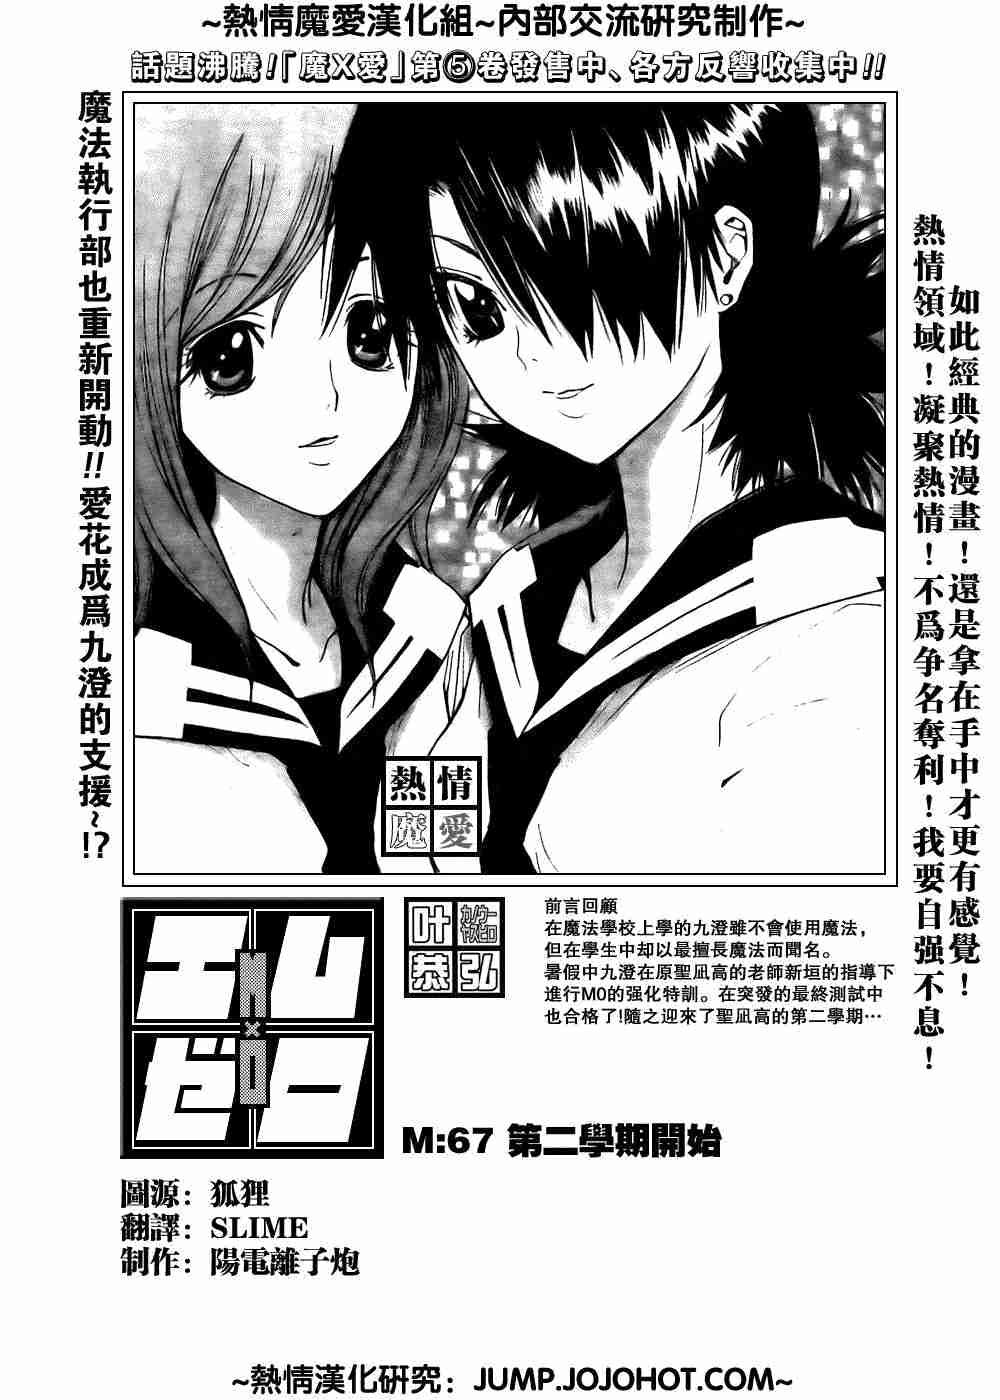 ~熱情魔愛漢化組~內部交流研究制作~
話題沸騰!「魔X愛」第⑤卷發售中、各方反響收集中!!
魔法執行部也重新開動!!愛花成爲九澄的支援~!?
如此經典的漫畫！還是拿在手中才更有感覺！
熱情領域！凝聚熱情！不爲争名奪利！我要自强不息！
熱情
魔愛
エム
ゼロ
M×0
叶 カノウ
恭弘 ヤスヒロ
前言回顧
在魔法學校上學的九澄雖不會使用魔法，
但在學生中却以最擅長魔法而聞名。
暑假中九澄在原聖凪高的老師新垣的指導下
進行M0的强化特訓。在突發的最終測試中
也合格了!隨之迎來了聖凪高的第二學期…
M:67 第二學期開始
圖源：狐狸
翻譯：SLIME
制作：陽電離子炮
~熱情漢化研究：JUMP.JOJOHOT.COM~